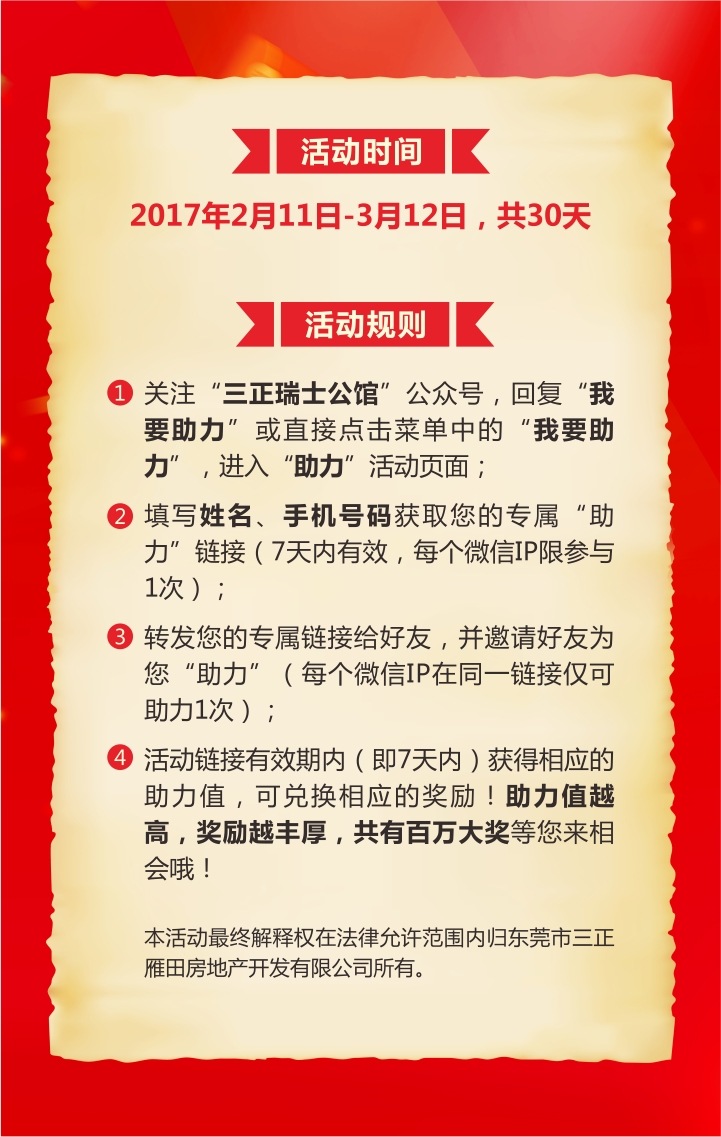 活动时间
2017年2月11日-3月12日，共30天
活动规则
1 关注“三正瑞士公馆”公众号，回复“我
要助力”或直接点击菜单中的“我要助
力”，进入“助力”活动页面；
2 填写姓名、手机号码获取您的专属“助
力”链接（7天内有效，每个微信IP限参与
1次）；
3 转发您的专属链接给好友，并邀请好友为
您“助力”（每个微信IP在同一链接仅可
助力1次）；
4 活动链接有效期内（即7天内）获得相应的
助力值，可兑换相应的奖励！助力值越
高，奖励越丰厚，共有百万大奖等您来相
会哦！
本活动最终解释权在法律允许范围内归东莞市三正
雁田房地产开发有限公司所有。